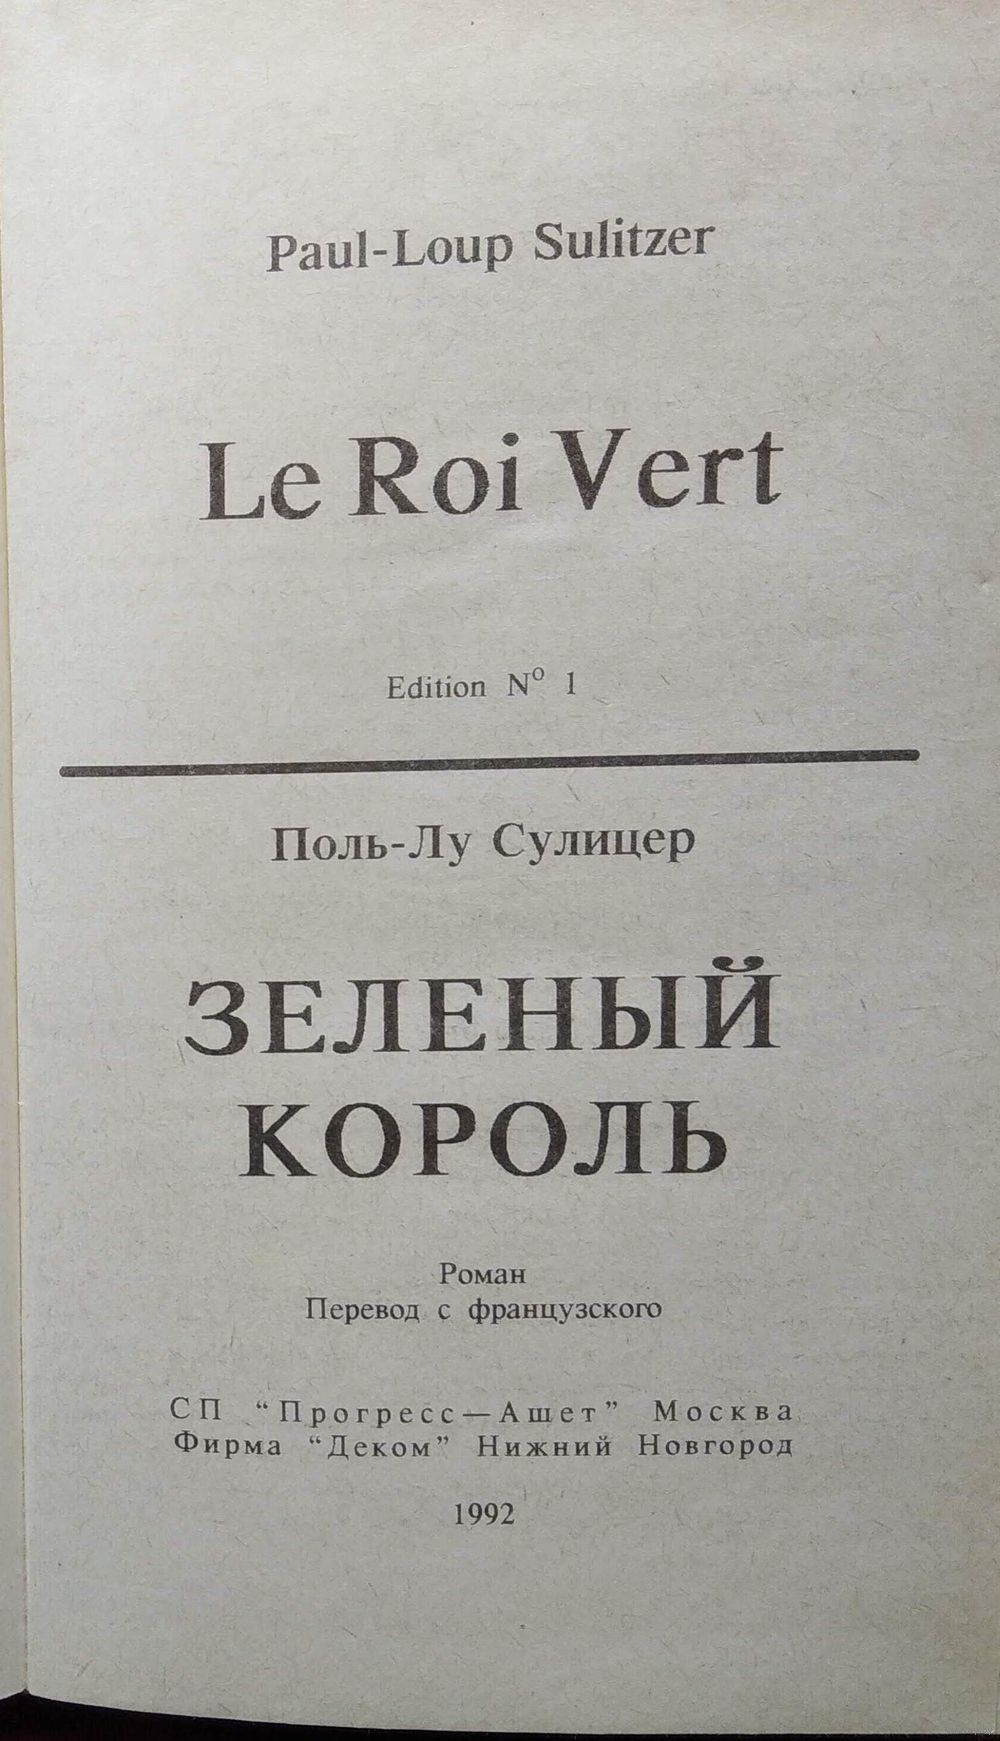 Paul-Loup Sulitzer
Le Roi Vert
Edition Nº 1
Поль-Лу Сулицер
ЗЕЛЕНЫЙ
КОРОЛЬ
Роман
Перевод с французского
СП "Прогресс—Ашет" Москва
Фирма "Деком" Нижний Новгород
1992